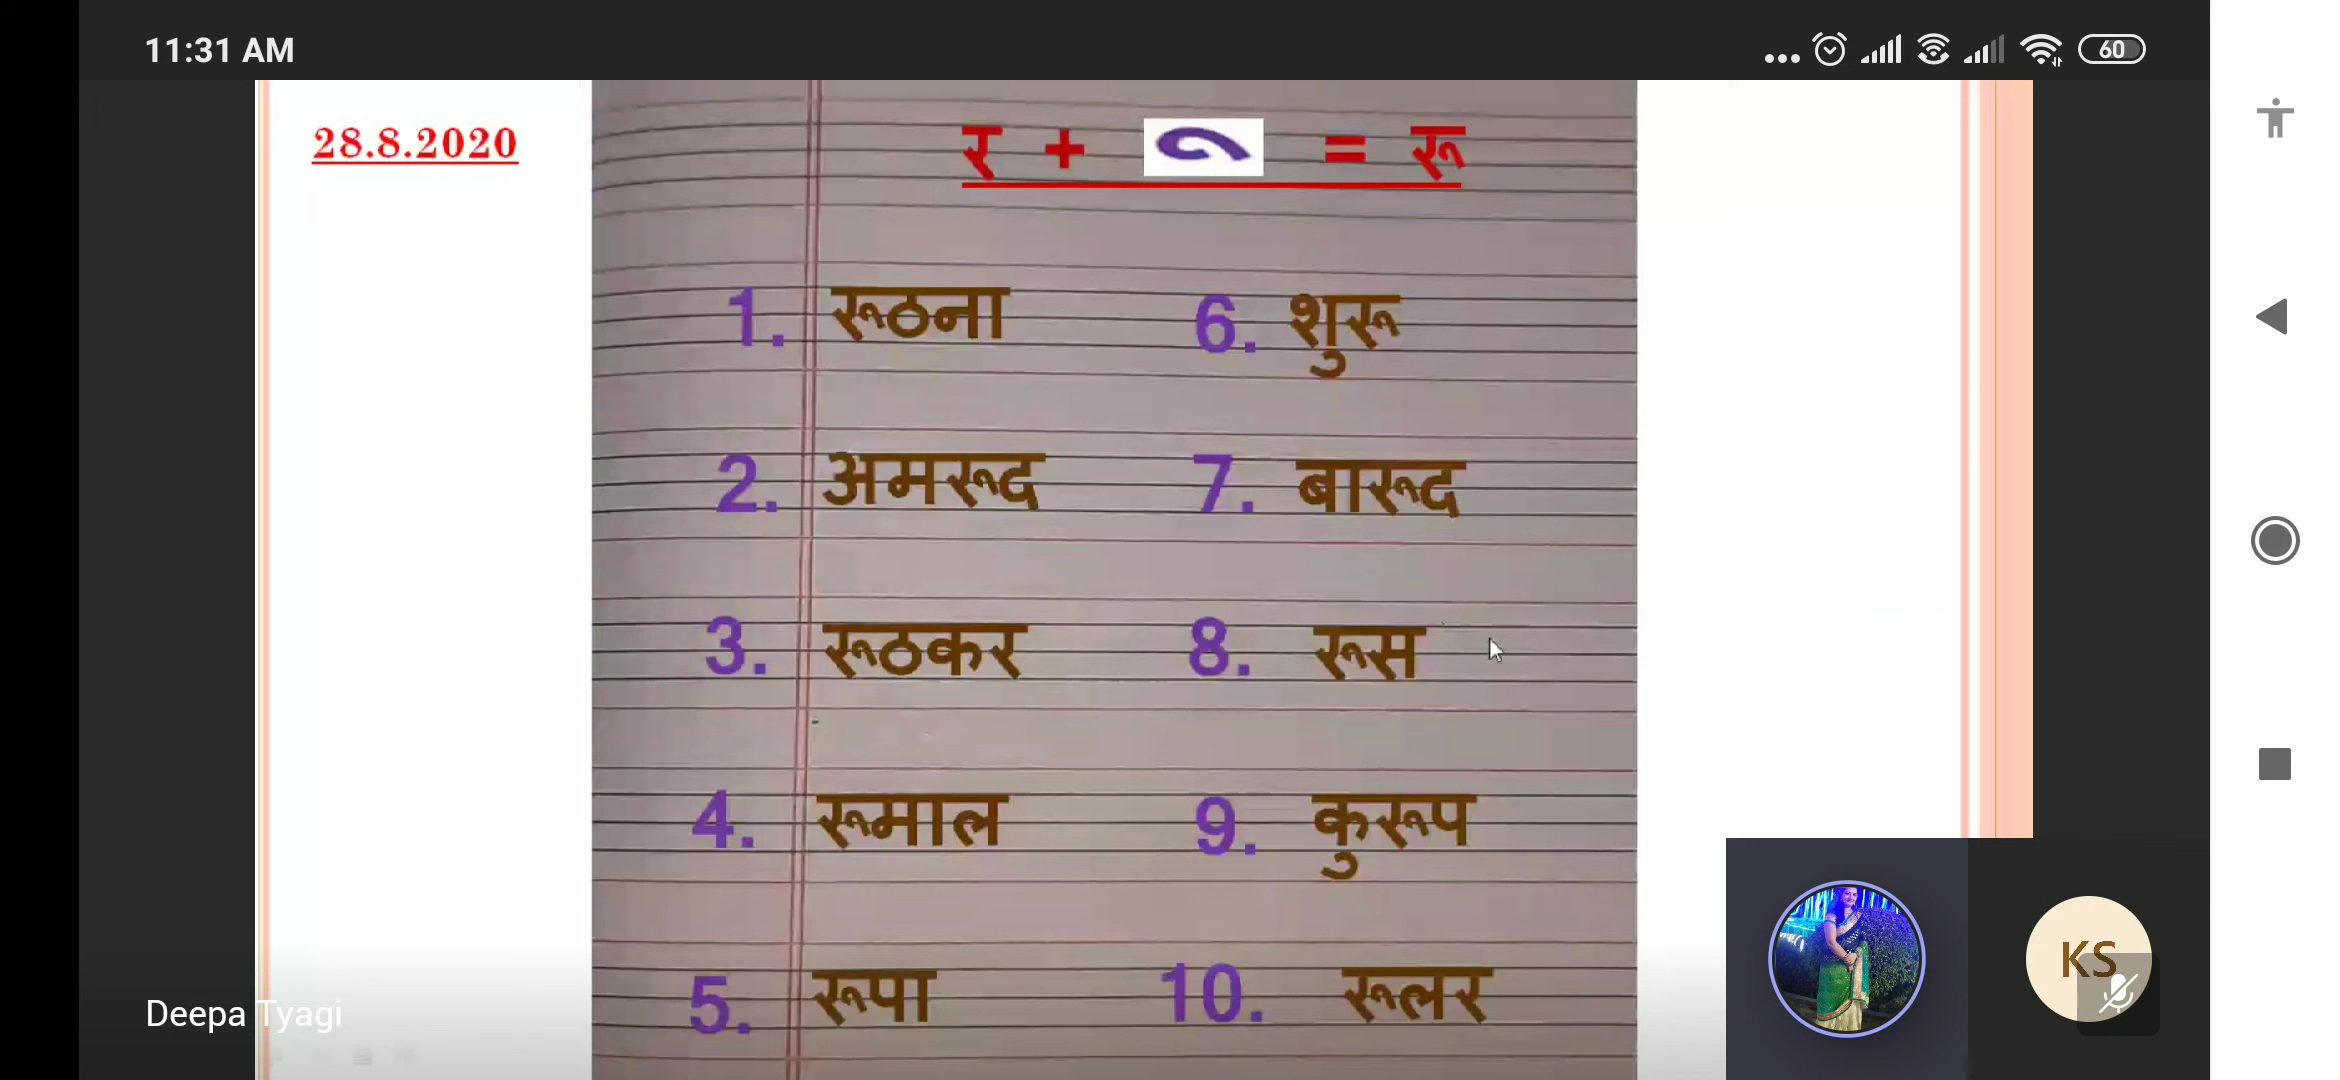 11:31 AM
60
28.8.2020
र + ू = रू
1. रूठना 6. शुरू
2. अमरूद 7. बारूद
3. रूठकर 8. रूस
4. रूमाल 9. कुरूप
5. रूपा 10. रूलर
Deepa Tyagi
KS